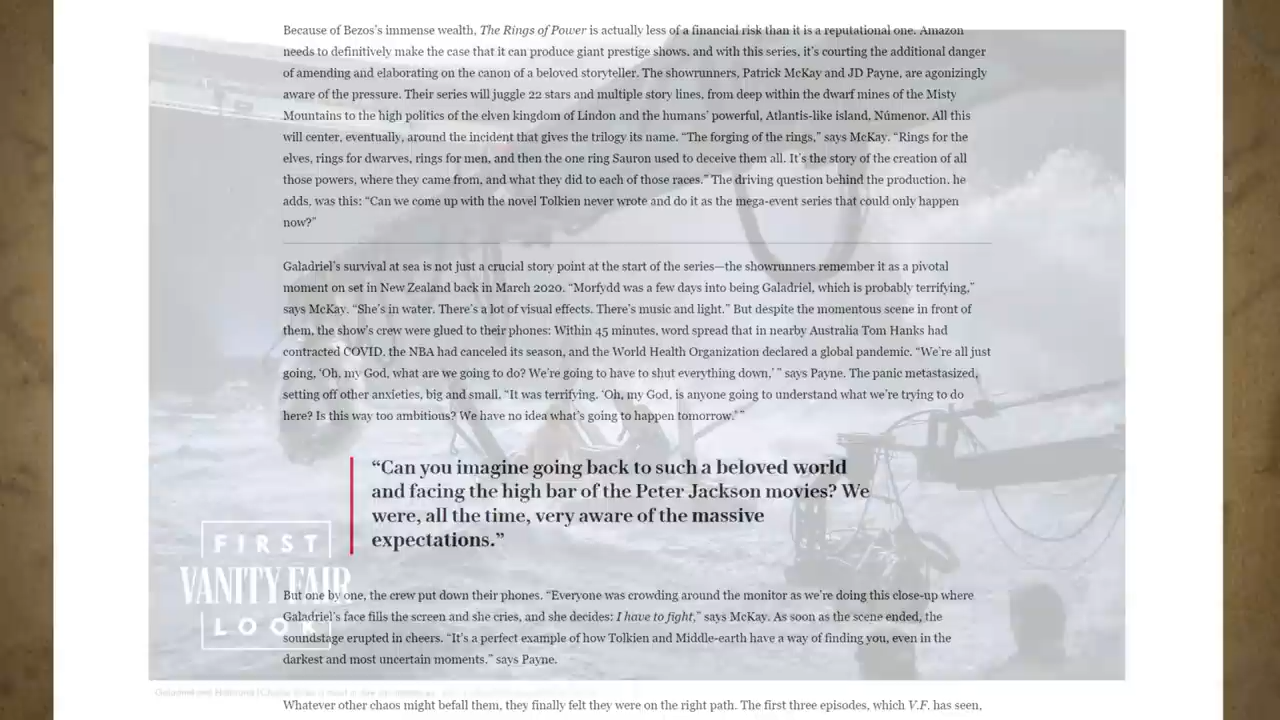 Because of Bezos’s immense wealth, The Rings of Power is actually less of a financial risk than it is a reputational one. Amazon
needs to definitively make the case that it can produce giant prestige shows, and with this series, it’s courting the additional danger
of amending and elaborating on the canon of a beloved storyteller. The showrunners, Patrick McKay and JD Payne, are agonizingly
aware of the pressure. Their series will juggle 22 stars and multiple story lines, from deep within the dwarf mines of the Misty
Mountains to the high politics of the elven kingdom of Lindon and the humans’ powerful, Atlantis-like island, Númenor. All this
will center, eventually, around the incident that gives the trilogy its name. “The forging of the rings,” says McKay. “Rings for the
elves, rings for dwarves, rings for men, and then the one ring Sauron used to deceive them all. It’s the story of the creation of all
those powers, where they came from, and what they did to each of those races.” The driving question behind the production, he
adds, was this: “Can we come up with the novel Tolkien never wrote and do it as the mega-event series that could only happen
now?”
Galadriel’s survival at sea is not just a crucial story point at the start of the series—the showrunners remember it as a pivotal
moment on set in New Zealand back in March 2020. “Morfydd was a few days into being Galadriel, which is probably terrifying,”
says McKay. “She’s in water. There’s a lot of visual effects. There’s music and light.” But despite the momentous scene in front of
them, the show’s crew were glued to their phones: Within 45 minutes, word spread that in nearby Australia Tom Hanks had
contracted COVID, the NBA had canceled its season, and the World Health Organization declared a global pandemic. “We’re all just
going, ‘Oh, my God, what are we going to do? We’re going to have to shut everything down,’ ” says Payne. The panic metastasized,
setting off other anxieties, big and small. “It was terrifying. ‘Oh, my God, is anyone going to understand what we’re trying to do
here? Is this way too ambitious? We have no idea what’s going to happen tomorrow.’ ”
“Can you imagine going back to such a beloved world
and facing the high bar of the Peter Jackson movies? We
were, all the time, very aware of the massive
expectations.”
FIRST
VANITY FAIR
LOOK
But one by one, the crew put down their phones. “Everyone was crowding around the monitor as we’re doing this close-up where
Galadriel’s face fills the screen and she cries, and she decides: I have to fight,” says McKay. As soon as the scene ended, the
soundstage erupted in cheers. “It’s a perfect example of how Tolkien and Middle-earth have a way of finding you, even in the
darkest and most uncertain moments,” says Payne.
Whatever other chaos might befall them, they finally felt they were on the right path. The first three episodes, which V.F. has seen,